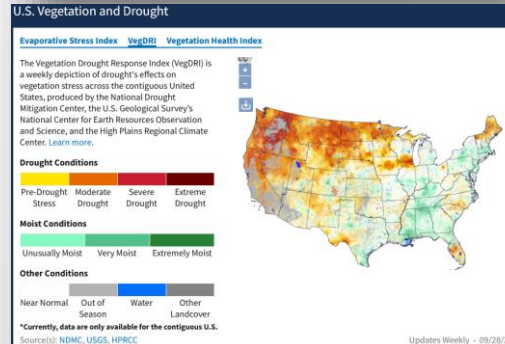 U.S. Vegetation and Drought
Evaporative Stress Index VegDRI Vegetation Health Index
The Vegetation Drought Response Index (VegDRI) is
a weekly depiction of drought's effects on
vegetation stress across the contiguous United
States, produced by the National Drought
Mitigation Center, the U.S. Geological Survey's
National Center for Earth Resources Observation
and Science, and the High Plains Regional Climate
Center. Learn more.
Drought Conditions
Pre-Drought Stress
Moderate Drought
Severe Drought
Extreme Drought
Moist Conditions
Unusually Moist Very Moist Extremely Moist
Other Conditions
Near Normal
Out of Season
Water
Other Landcover
*Currently, data are only available for the contiguous U.S.
Source(s): NDMC, USGS, HPRCC
Updates Weekly - 09/28/